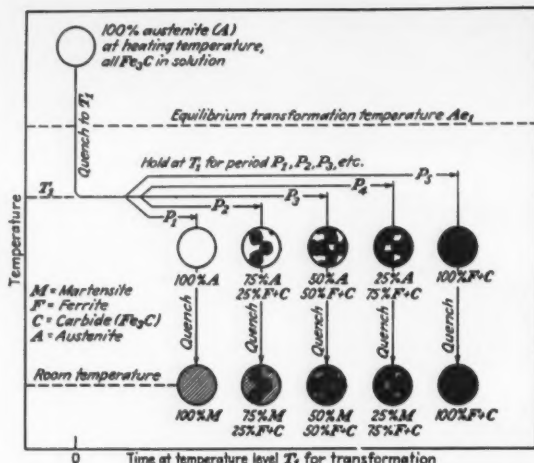 100% austenite (A)
at heating temperature,
all Fe3C in solution
Quench to T1
Equilibrium transformation temperature Ae1
Hold at T1 for period P1, P2, P3, etc.
T1
P5
P4
P3
P2
P1
Temperature
100%A
75%A
25%F+C
50%A
50%F+C
25%A
75%F+C
100%F+C
M = Martensite
F = Ferrite
C = Carbide (Fe3C)
A = Austenite
Quench
Quench
Quench
Quench
Quench
Room temperature
100%M
75%M
25%F+C
50%M
50%F+C
25%M
75%F+C
100%F+C
0
Time at temperature level T1 for transformation